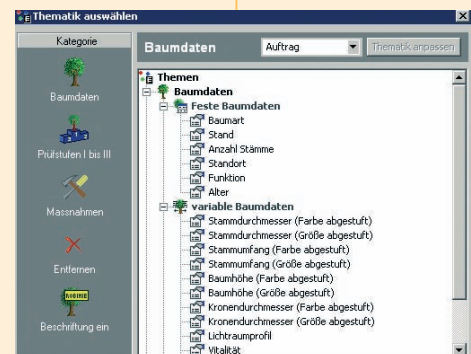 Thematik auswählen
Kategorie
Baumdaten
Prüfstufen I bis III
Massnahmen
Entfernen
Beschriftung ein
Baumdaten
Auftrag
Thematik anpassen
Themen
Baumdaten
Feste Baumdaten
Baumart
Stand
Anzahl Stämme
Standort
Funktion
Alter
variable Baumdaten
Stammdurchmesser (Farbe abgestuft)
Stammdurchmesser (Größe abgestuft)
Stammumfang (Farbe abgestuft)
Stammumfang (Größe abgestuft)
Baumhöhe (Farbe abgestuft)
Baumhöhe (Größe abgestuft)
Kronendurchmesser (Farbe abgestuft)
Kronendurchmesser (Größe abgestuft)
Lichtraumprofil
Vitalität